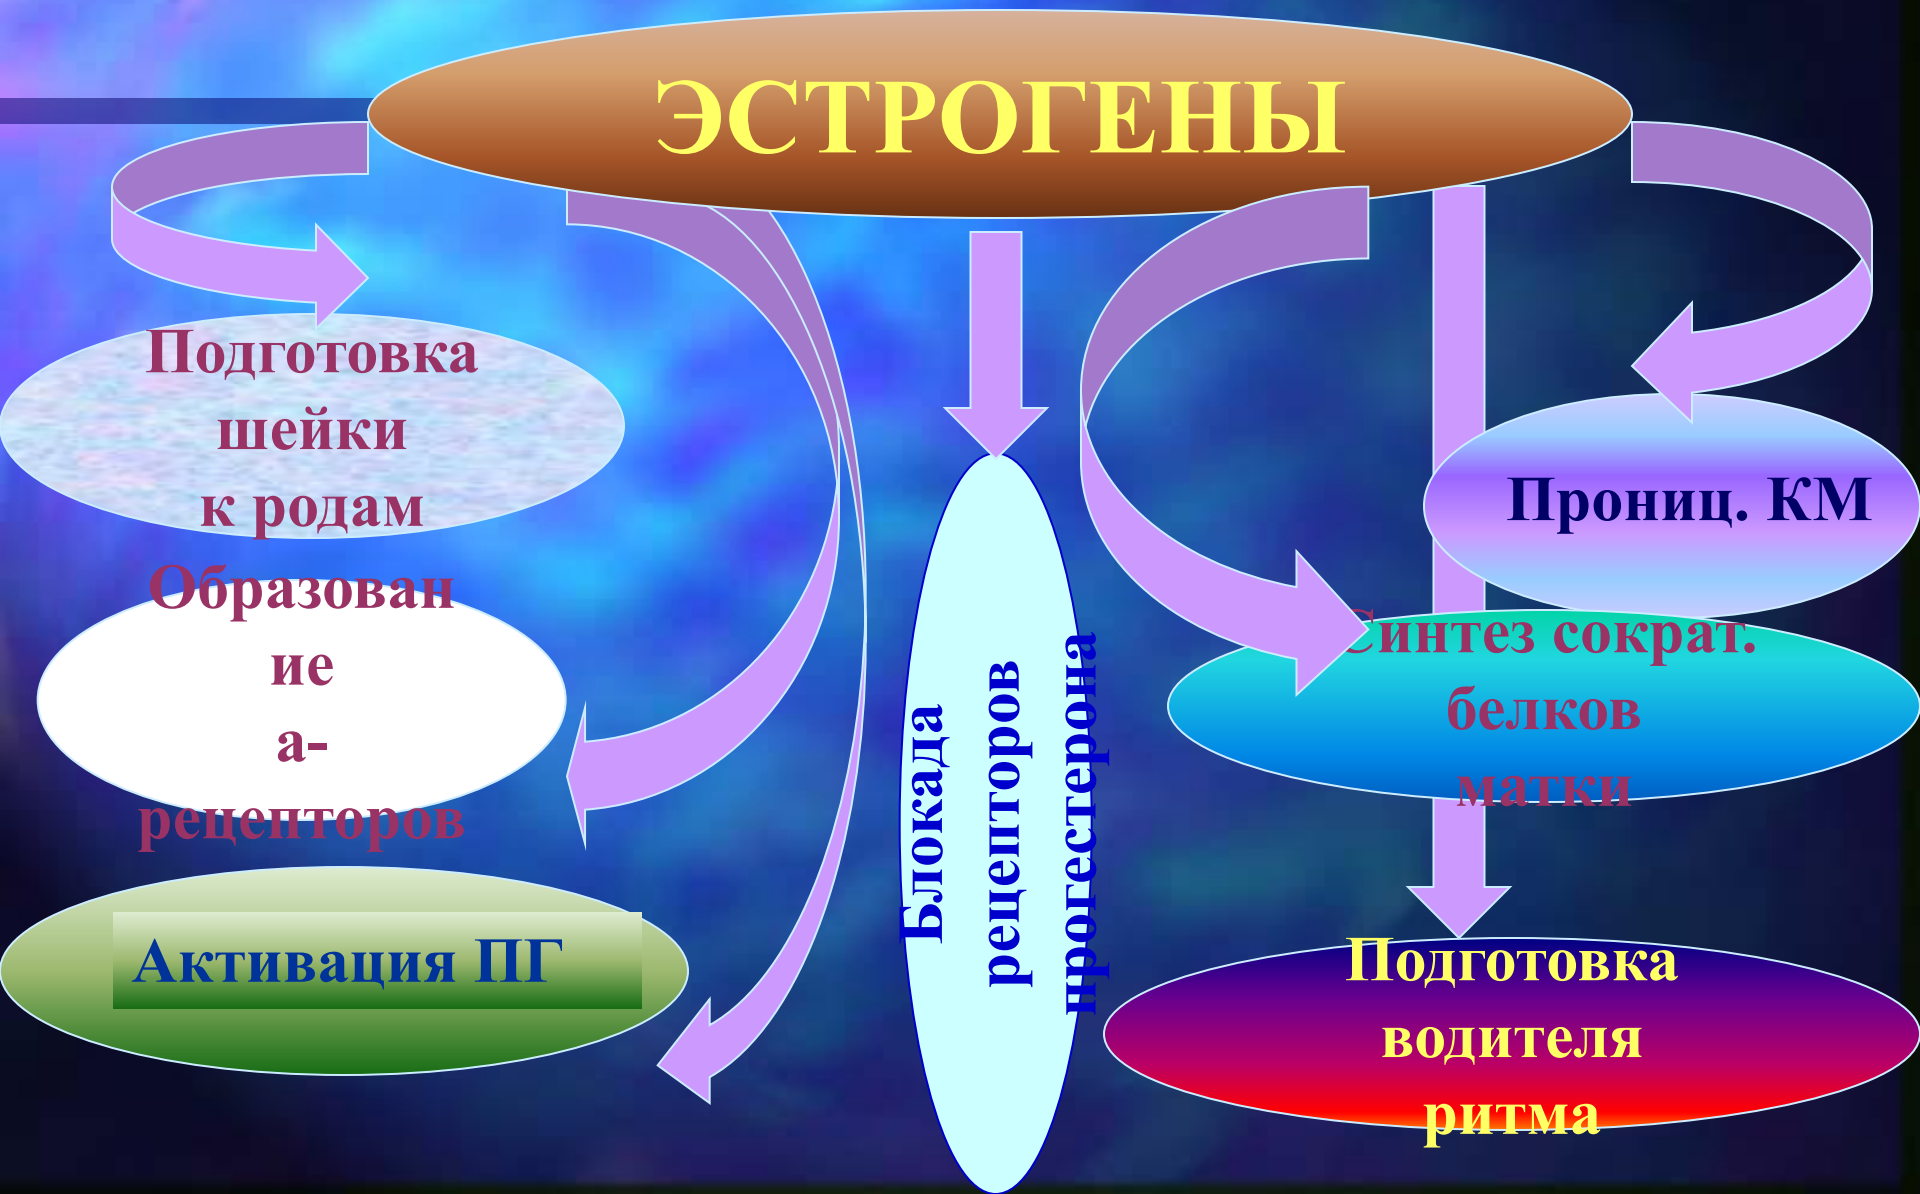 ЭСТРОГЕНЫ
Подготовка
шейки
к родам
Образован
ие
а-
рецепторов
Активация ПГ
Блокада
рецепторов
прогестерона
Прониц. КМ
Синтез сократ.
белков
матки
Подготовка
водителя
ритма